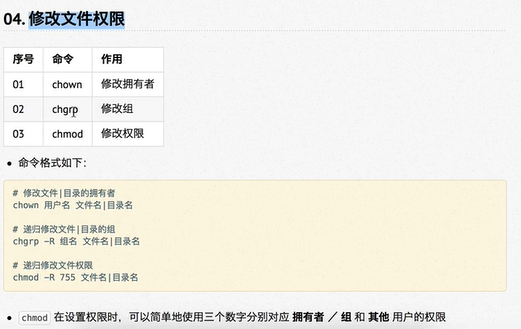 04. 修改文件权限
序号 命令 作用
01 chown 修改拥有者
02 chgrp 修改组
03 chmod 修改权限
• 命令格式如下：
# 修改文件|目录的拥有者
chown 用户名 文件名|目录名
# 递归修改文件|目录的组
chgrp -R 组名 文件名|目录名
# 递归修改文件权限
chmod -R 755 文件名|目录名
• chmod 在设置权限时，可以简单地使用三个数字分别对应 拥有者 ／ 组 和 其他 用户的权限